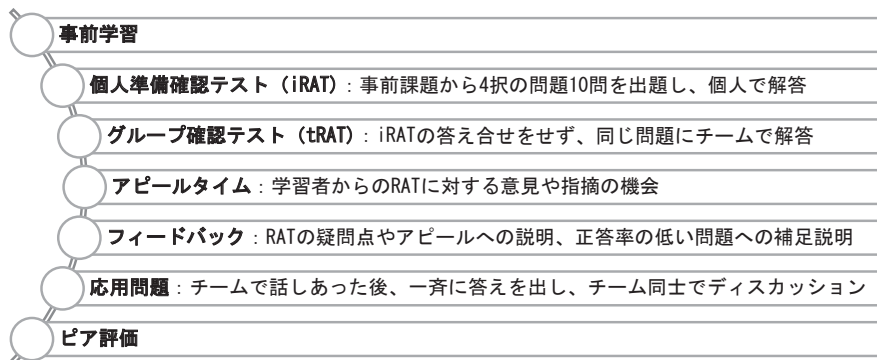 事前学習
個人準備確認テスト（iRAT）：事前課題から4択の問題10問を出題し、個人で解答
グループ確認テスト（tRAT）：iRATの答え合せをせず、同じ問題にチームで解答
アピールタイム：学習者からのRATに対する意見や指摘の機会
フィードバック：RATの疑問点やアピールへの説明、正答率の低い問題への補足説明
応用問題：チームで話しあった後、一斉に答えを出し、チーム同士でディスカッション
ピア評価